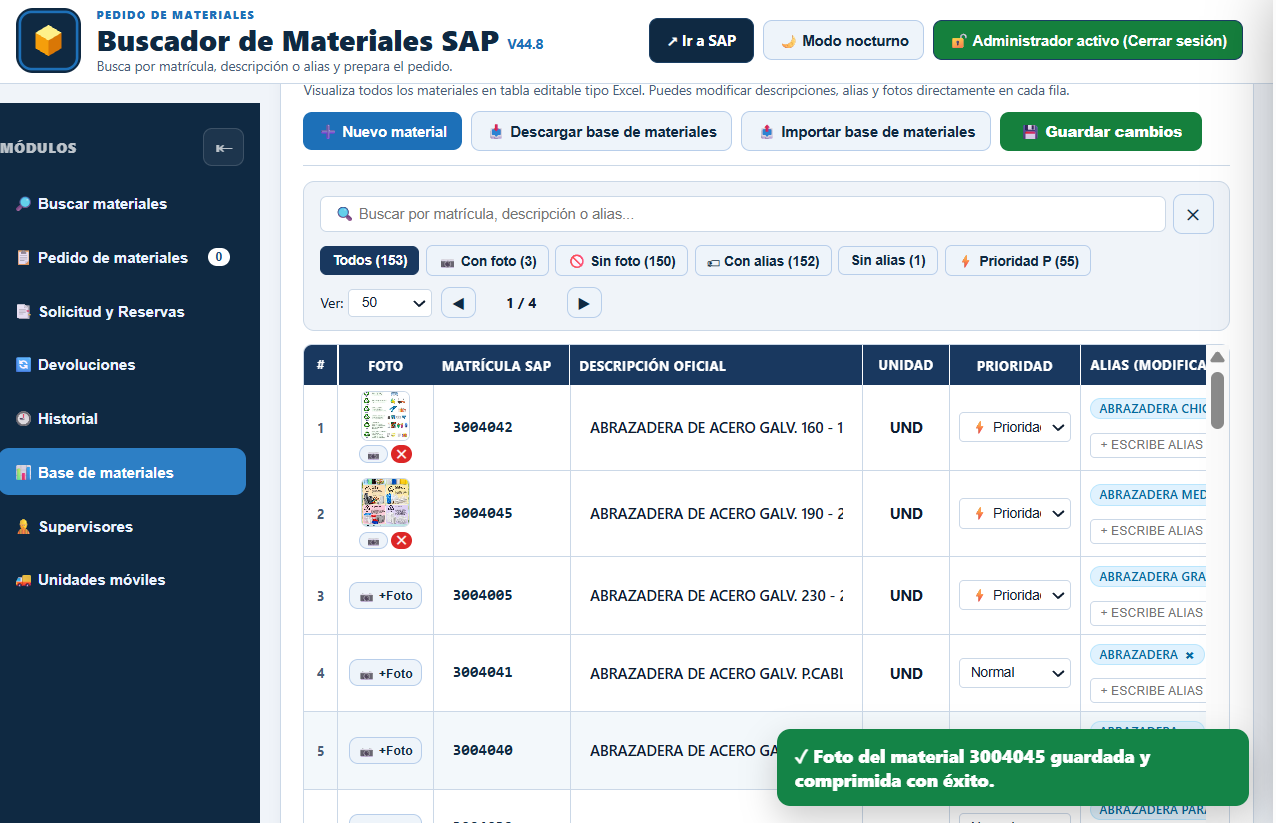 PEDIDO DE MATERIALES
Buscador de Materiales SAP V44.8
Busca por matrícula, descripción o alias y prepara el pedido.
↗ Ir a SAP
🌙 Modo nocturno
🔓 Administrador activo (Cerrar sesión)
MÓDULOS
⇤
🔎 Buscar materiales
📋 Pedido de materiales 0
📑 Solicitud y Reservas
🔄 Devoluciones
🕘 Historial
📊 Base de materiales
👷 Supervisores
🚚 Unidades móviles
Visualiza todos los materiales en tabla editable tipo Excel. Puedes modificar descripciones, alias y fotos directamente en cada fila.
➕ Nuevo material
📥 Descargar base de materiales
📤 Importar base de materiales
💾 Guardar cambios
🔍 Buscar por matrícula, descripción o alias...
✕
Todos (153)
📷 Con foto (3)
🚫 Sin foto (150)
🏷 Con alias (152)
Sin alias (1)
⚡ Prioridad P (55)
Ver: 50
◀ 1 / 4 ▶
# FOTO MATRÍCULA SAP DESCRIPCIÓN OFICIAL UNIDAD PRIORIDAD ALIAS (MODIFICA
1 3004042 ABRAZADERA DE ACERO GALV. 160 - 1 UND ⚡ Priorida ABRAZADERA CHIC
+ ESCRIBE ALIAS
2 3004045 ABRAZADERA DE ACERO GALV. 190 - 2 UND ⚡ Priorida ABRAZADERA MED
+ ESCRIBE ALIAS
3 📷 +Foto 3004005 ABRAZADERA DE ACERO GALV. 230 - 2 UND ⚡ Priorida ABRAZADERA GRA
+ ESCRIBE ALIAS
4 📷 +Foto 3004041 ABRAZADERA DE ACERO GALV. P.CABL UND Normal ABRAZADERA ×
+ ESCRIBE ALIAS
5 📷 +Foto 3004040 ABRAZADERA DE ACERO GA
✓ Foto del material 3004045 guardada y
comprimida con éxito.
ABRAZADERA PARA